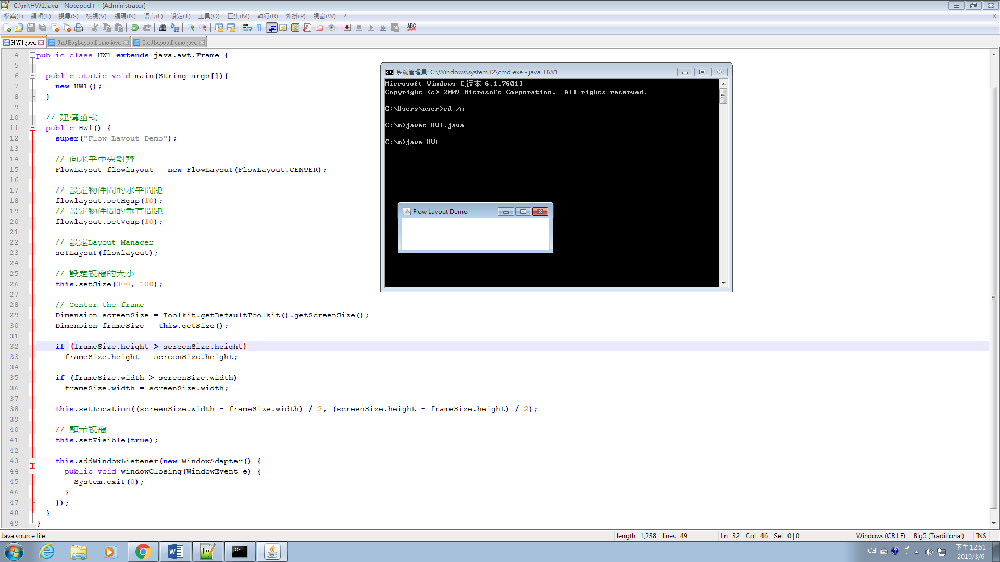 C:\m\HW1.java - Notepad++ [Administrator]
檔案(F) 編輯(E) 搜尋(S) 檢視(V) 編碼(N) 語言(L) 設定(T) 工具(O) 巨集(M) 執行(R) 外掛(P) 視窗(W) ? X
HW1.java GridBagLayoutDemo.java CardLayoutDemo.java
4 public class HW1 extends java.awt.Frame {
5
6 public static void main(String args[]){
7 new HW1();
8 }
9
10 // 建構函式
11 public HW1() {
12 super("Flow Layout Demo");
13
14 // 向水平中央對齊
15 FlowLayout flowlayout = new FlowLayout(FlowLayout.CENTER);
16
17 // 設定物件間的水平間距
18 flowlayout.setHgap(10);
19 // 設定物件間的垂直間距
20 flowlayout.setVgap(10);
21
22 // 設定Layout Manager
23 setLayout(flowlayout);
24
25 // 設定視窗的大小
26 this.setSize(300, 100);
27
28 // Center the frame
29 Dimension screenSize = Toolkit.getDefaultToolkit().getScreenSize();
30 Dimension frameSize = this.getSize();
31
32 if (frameSize.height > screenSize.height)
33 frameSize.height = screenSize.height;
34
35 if (frameSize.width > screenSize.width)
36 frameSize.width = screenSize.width;
37
38 this.setLocation((screenSize.width - frameSize.width) / 2, (screenSize.height - frameSize.height) / 2);
39
40 // 顯示視窗
41 this.setVisible(true);
42
43 this.addWindowListener(new WindowAdapter() {
44 public void windowClosing(WindowEvent e) {
45 System.exit(0);
46 }
47 });
48 }
49 }
系統管理員: C:\Windows\system32\cmd.exe - java HW1
Microsoft Windows [版本 6.1.7601]
Copyright (c) 2009 Microsoft Corporation. All rights reserved.
C:\Users\user>cd /m
C:\m>javac HW1.java
C:\m>java HW1
Flow Layout Demo
Java source file length : 1,238 lines : 49 Ln : 32 Col : 46 Sel : 0 | 0 Windows (CR LF) Big5 (Traditional) INS
CH 下午 12:51
2019/3/6